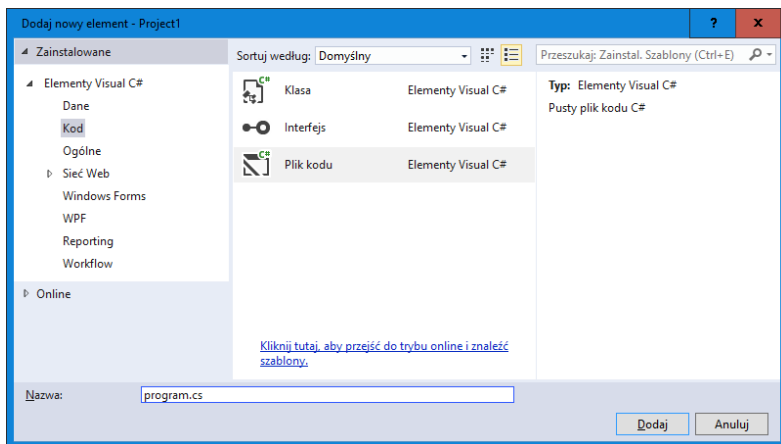 Dodaj nowy element - Project1
? x
Zainstalowane
Sortuj według: Domyślny
Przeszukaj: Zainstal. Szablony (Ctrl+E)
Elementy Visual C#
Dane
Kod
Ogólne
Sieć Web
Windows Forms
WPF
Reporting
Workflow
Online
C# Klasa Elementy Visual C#
Interfejs Elementy Visual C#
C# Plik kodu Elementy Visual C#
Kliknij tutaj, aby przejść do trybu online i znaleźć
szablony.
Typ: Elementy Visual C#
Pusty plik kodu C#
Nazwa: program.cs
Dodaj Anuluj